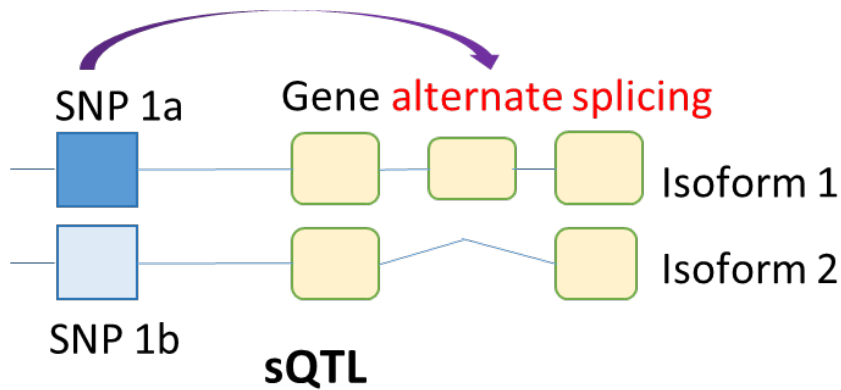 SNP 1a
Gene alternate splicing
Isoform 1
Isoform 2
SNP 1b
sQTL